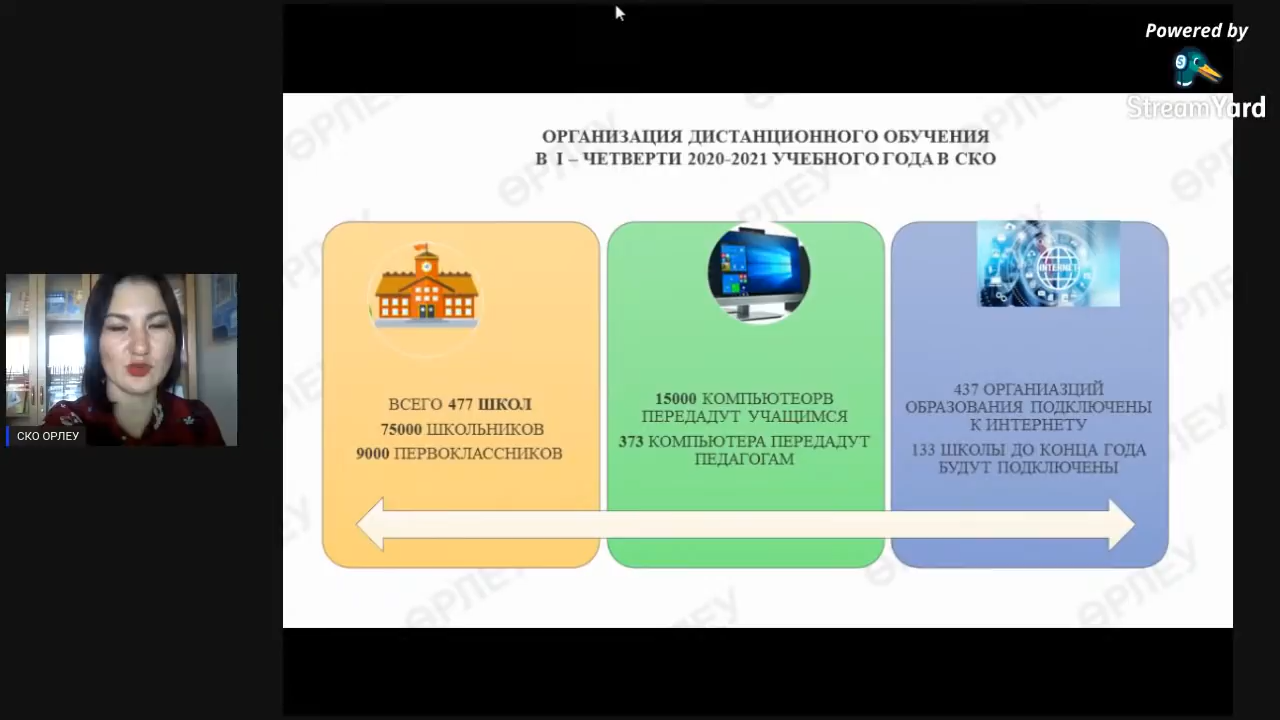 Powered by
StreamYard
ОРГАНИЗАЦИЯ ДИСТАНЦИОННОГО ОБУЧЕНИЯ
В I – ЧЕТВЕРТИ 2020-2021 УЧЕБНОГО ГОДА В СКО
ВСЕГО 477 ШКОЛ
75000 ШКОЛЬНИКОВ
9000 ПЕРВОКЛАССНИКОВ
15000 КОМПЬЮТЕОРВ
ПЕРЕДАДУТ УЧАЩИМСЯ
373 КОМПЬЮТЕРА ПЕРЕДАДУТ
ПЕДАГОГАМ
INTERNET
437 ОРГАНИАЗЦИЙ
ОБРАЗОВАНИЯ ПОДКЛЮЧЕНЫ
К ИНТЕРНЕТУ
133 ШКОЛЫ ДО КОНЦА ГОДА
БУДУТ ПОДКЛЮЧЕНЫ
СКО ОРЛЕУ
ӨРЛЕУ